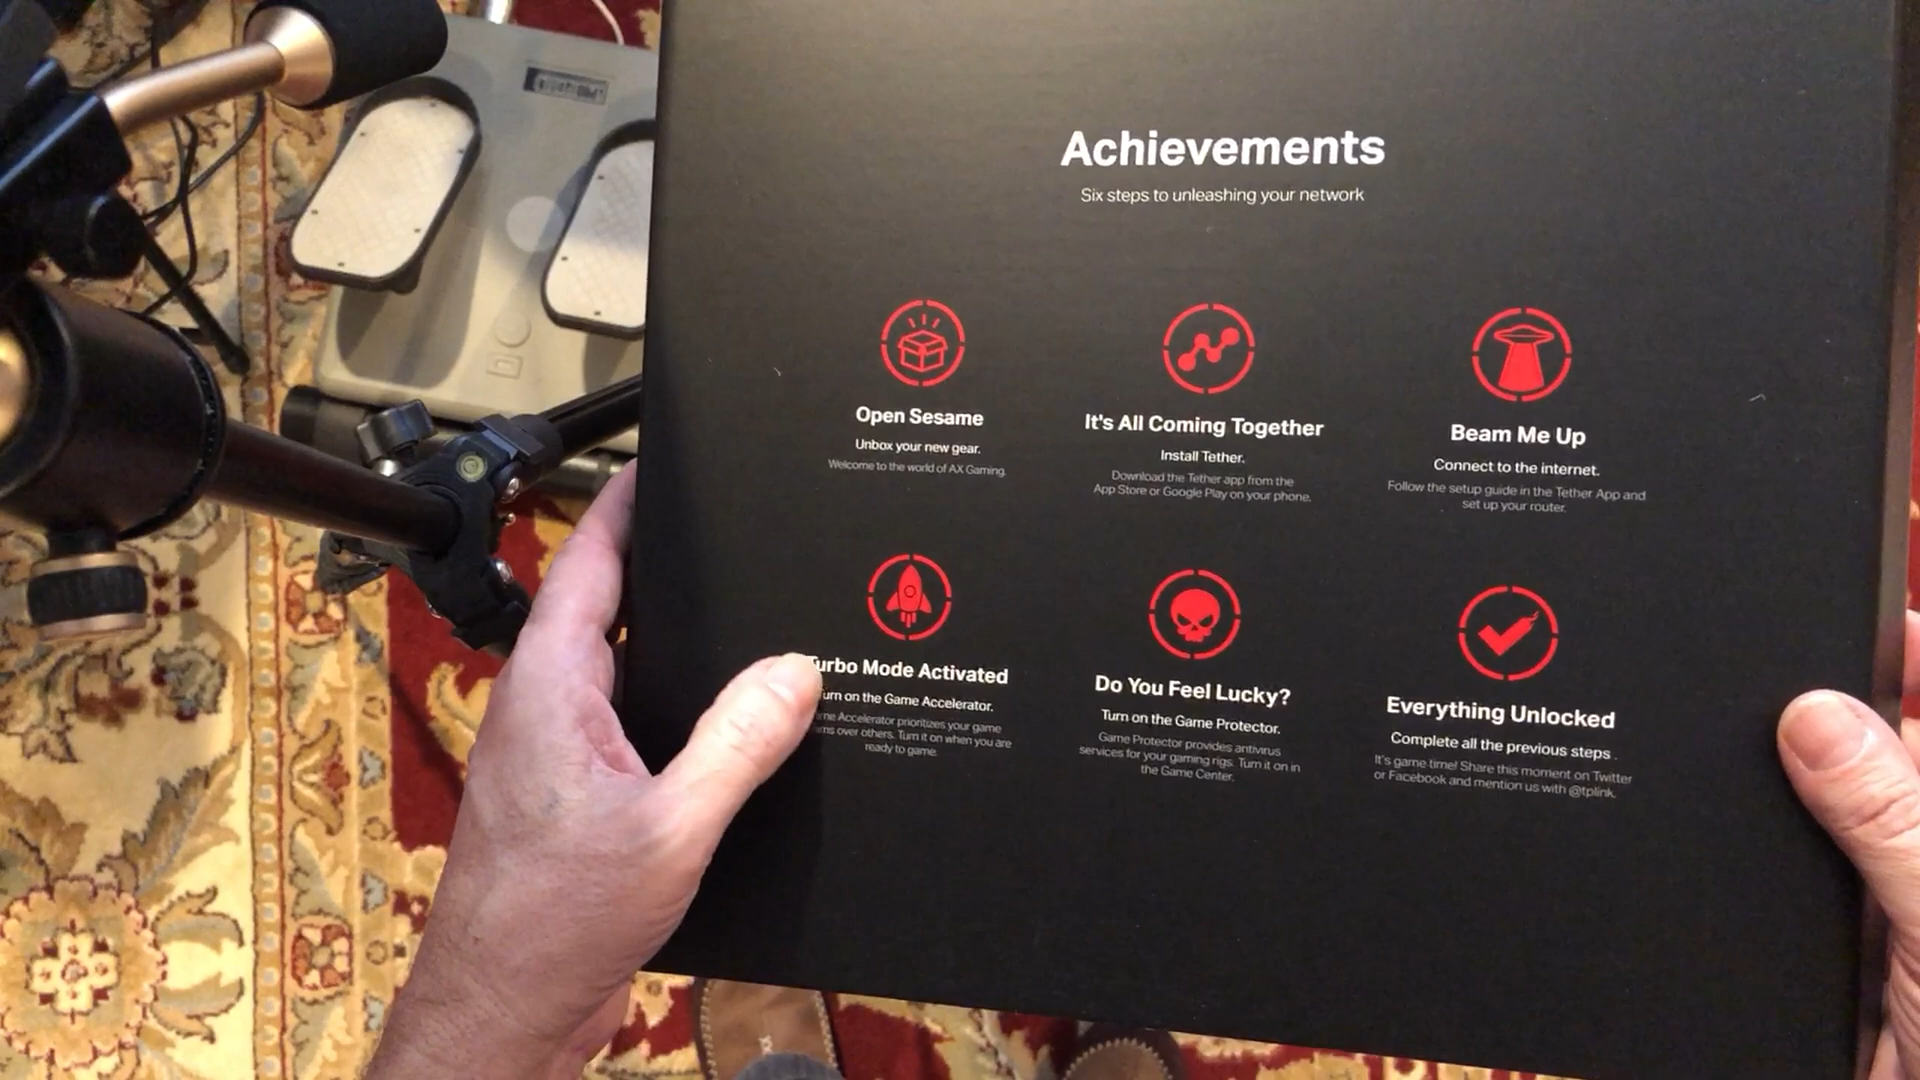 Achievements
Six steps to unleashing your network
Open Sesame
Unbox your new gear.
Welcome to the world of AX Gaming.
It's All Coming Together
Install Tether.
Download the Tether app from the
App Store or Google Play on your phone.
Beam Me Up
Connect to the internet.
Follow the setup guide in the Tether App and
set up your router.
Turbo Mode Activated
urn on the Game Accelerator.
me Accelerator prioritizes your game
ms over others. Turn it on when you are
ready to game.
Do You Feel Lucky?
Turn on the Game Protector.
Game Protector provides antivirus
services for your gaming rigs. Turn it on in
the Game Center.
Everything Unlocked
Complete all the previous steps.
It's game time! Share this moment on Twitter
or Facebook and mention us with @tplink.